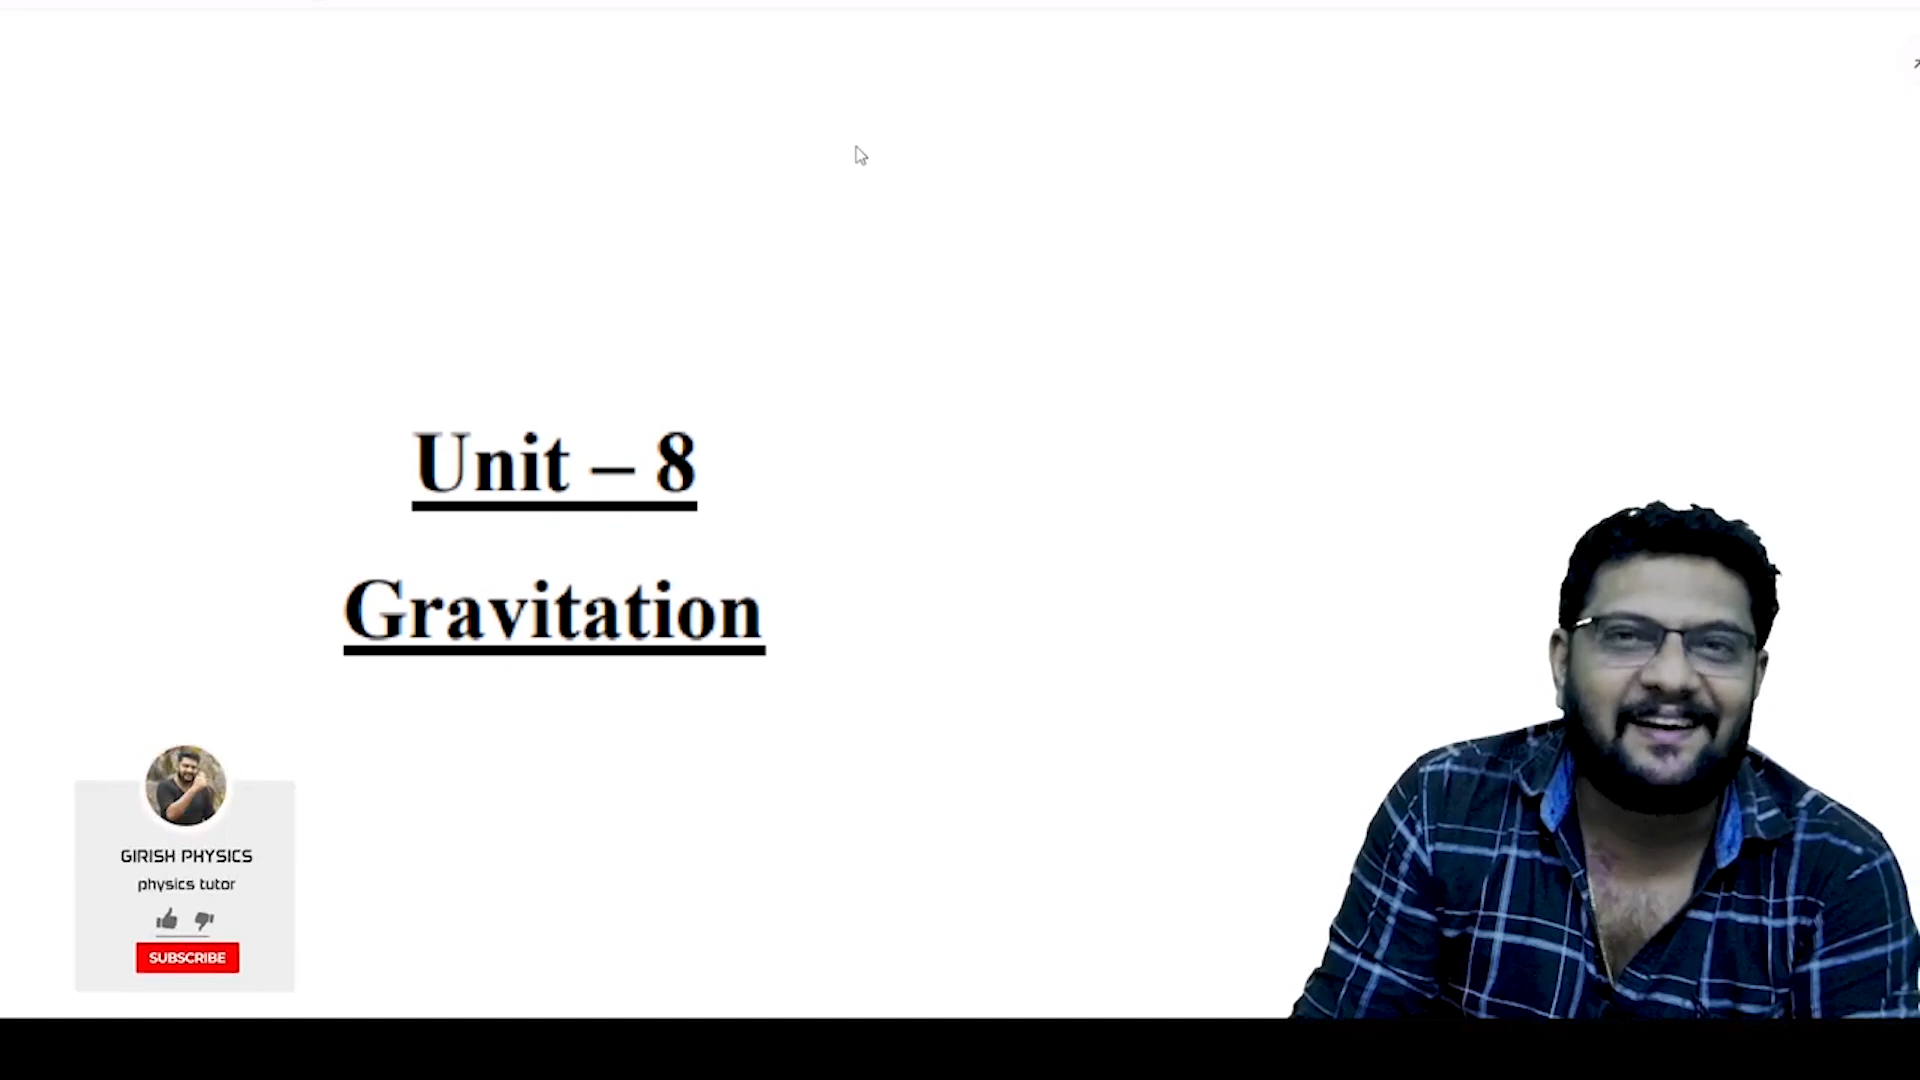 Unit – 8
Gravitation
GIRISH PHYSICS
physics tutor
SUBSCRIBE